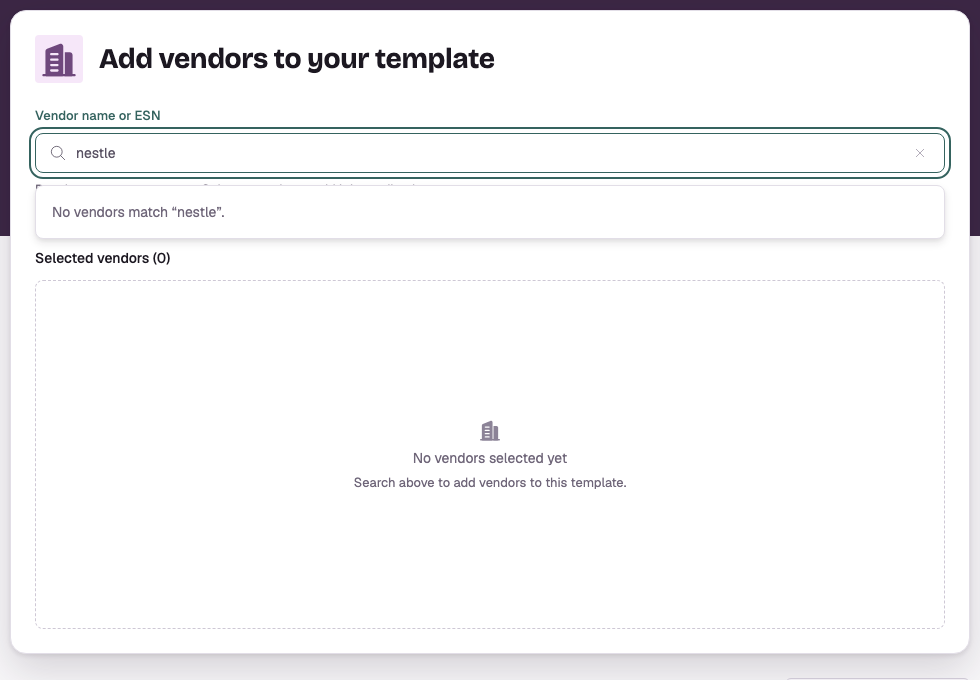 Add vendors to your template
Vendor name or ESN
nestle
No vendors match “nestle”.
Selected vendors (0)
No vendors selected yet
Search above to add vendors to this template.